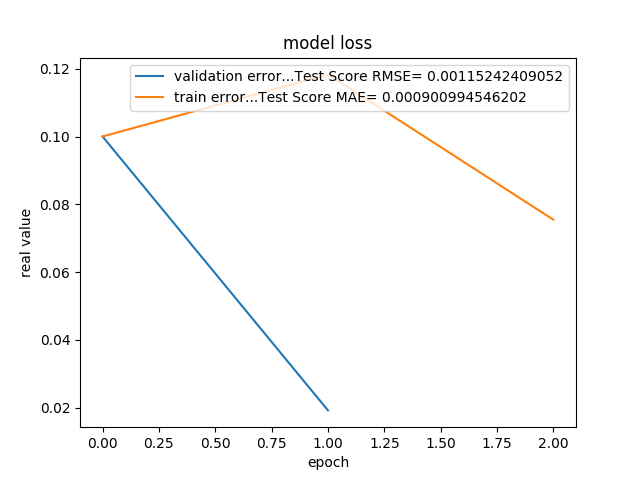 model loss
validation error...Test Score RMSE= 0.00115242409052
train error...Test Score MAE= 0.000900994546202
0.12
0.10
0.08
0.06
0.04
0.02
real value
0.00 0.25 0.50 0.75 1.00 1.25 1.50 1.75 2.00
epoch